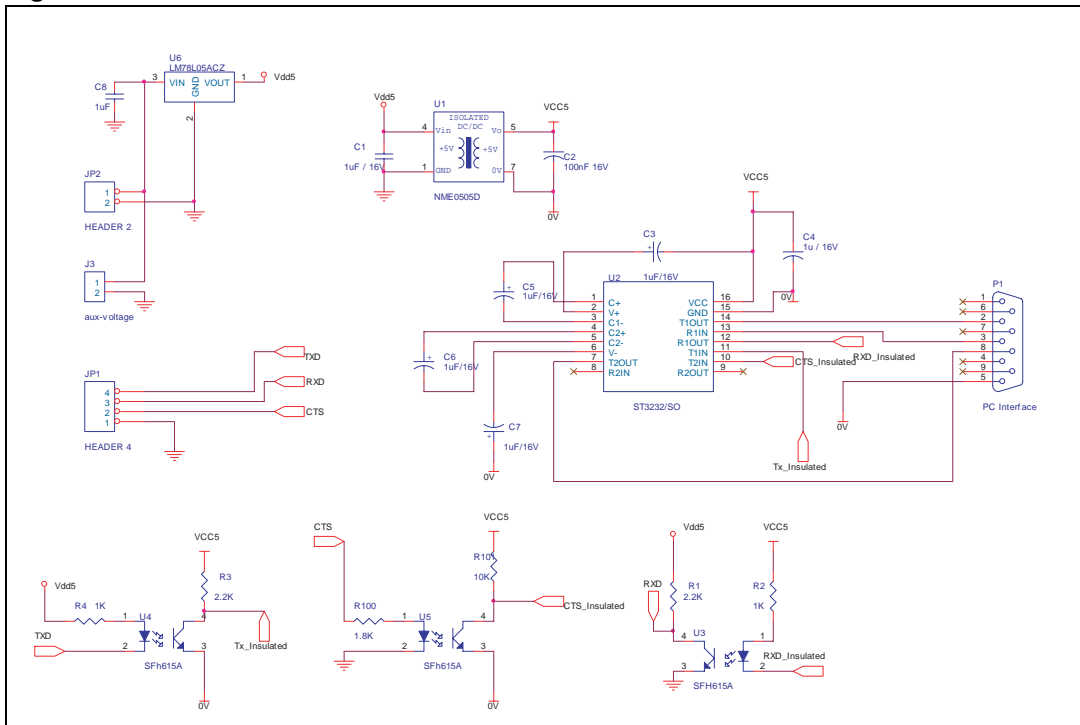 U6
LM78L05ACZ
3 VIN GND VOUT 1
2
Vdd5
C8
1uF
JP2
1
2
HEADER 2
J3
1
2
aux-voltage
Vdd5
U1
ISOLATED
DC/DC
4 Vin Vo 5
+5V +5V
1 GND 0V 7
NME0505D
C1
1uF / 16V
VCC5
C2
100nF 16V
0V
JP1
4
3
2
1
HEADER 4
TXD
RXD
CTS
VCC5
C3
1uF/16V
C4
1u / 16V
0V
C5
1uF/16V
C6
1uF/16V
C7
1uF/16V
0V
U2
1 C+ VCC 16
2 V+ GND 15
3 C1- T1OUT 14
4 C2+ R1IN 13
5 C2- R1OUT 12
6 V- T1IN 11
7 T2OUT T2IN 10
8 R2IN R2OUT 9
ST3232/SO
RXD_Insulated
CTS_Insulated
Tx_Insulated
0V
P1
1
6
2
7
3
8
4
9
5
PC Interface
Vdd5
R4 1K
TXD
1 U4 4
2 3
SFh615A
VCC5
R3
2.2K
Tx_Insulated
0V
CTS
R100
1.8K
1 U5 4
2 3
SFh615A
VCC5
R101
10K
CTS_Insulated
0V
Vdd5
RXD
R1
2.2K
VCC5
R2
1K
4 U3 1
3 2
SFH615A
RXD_Insulated